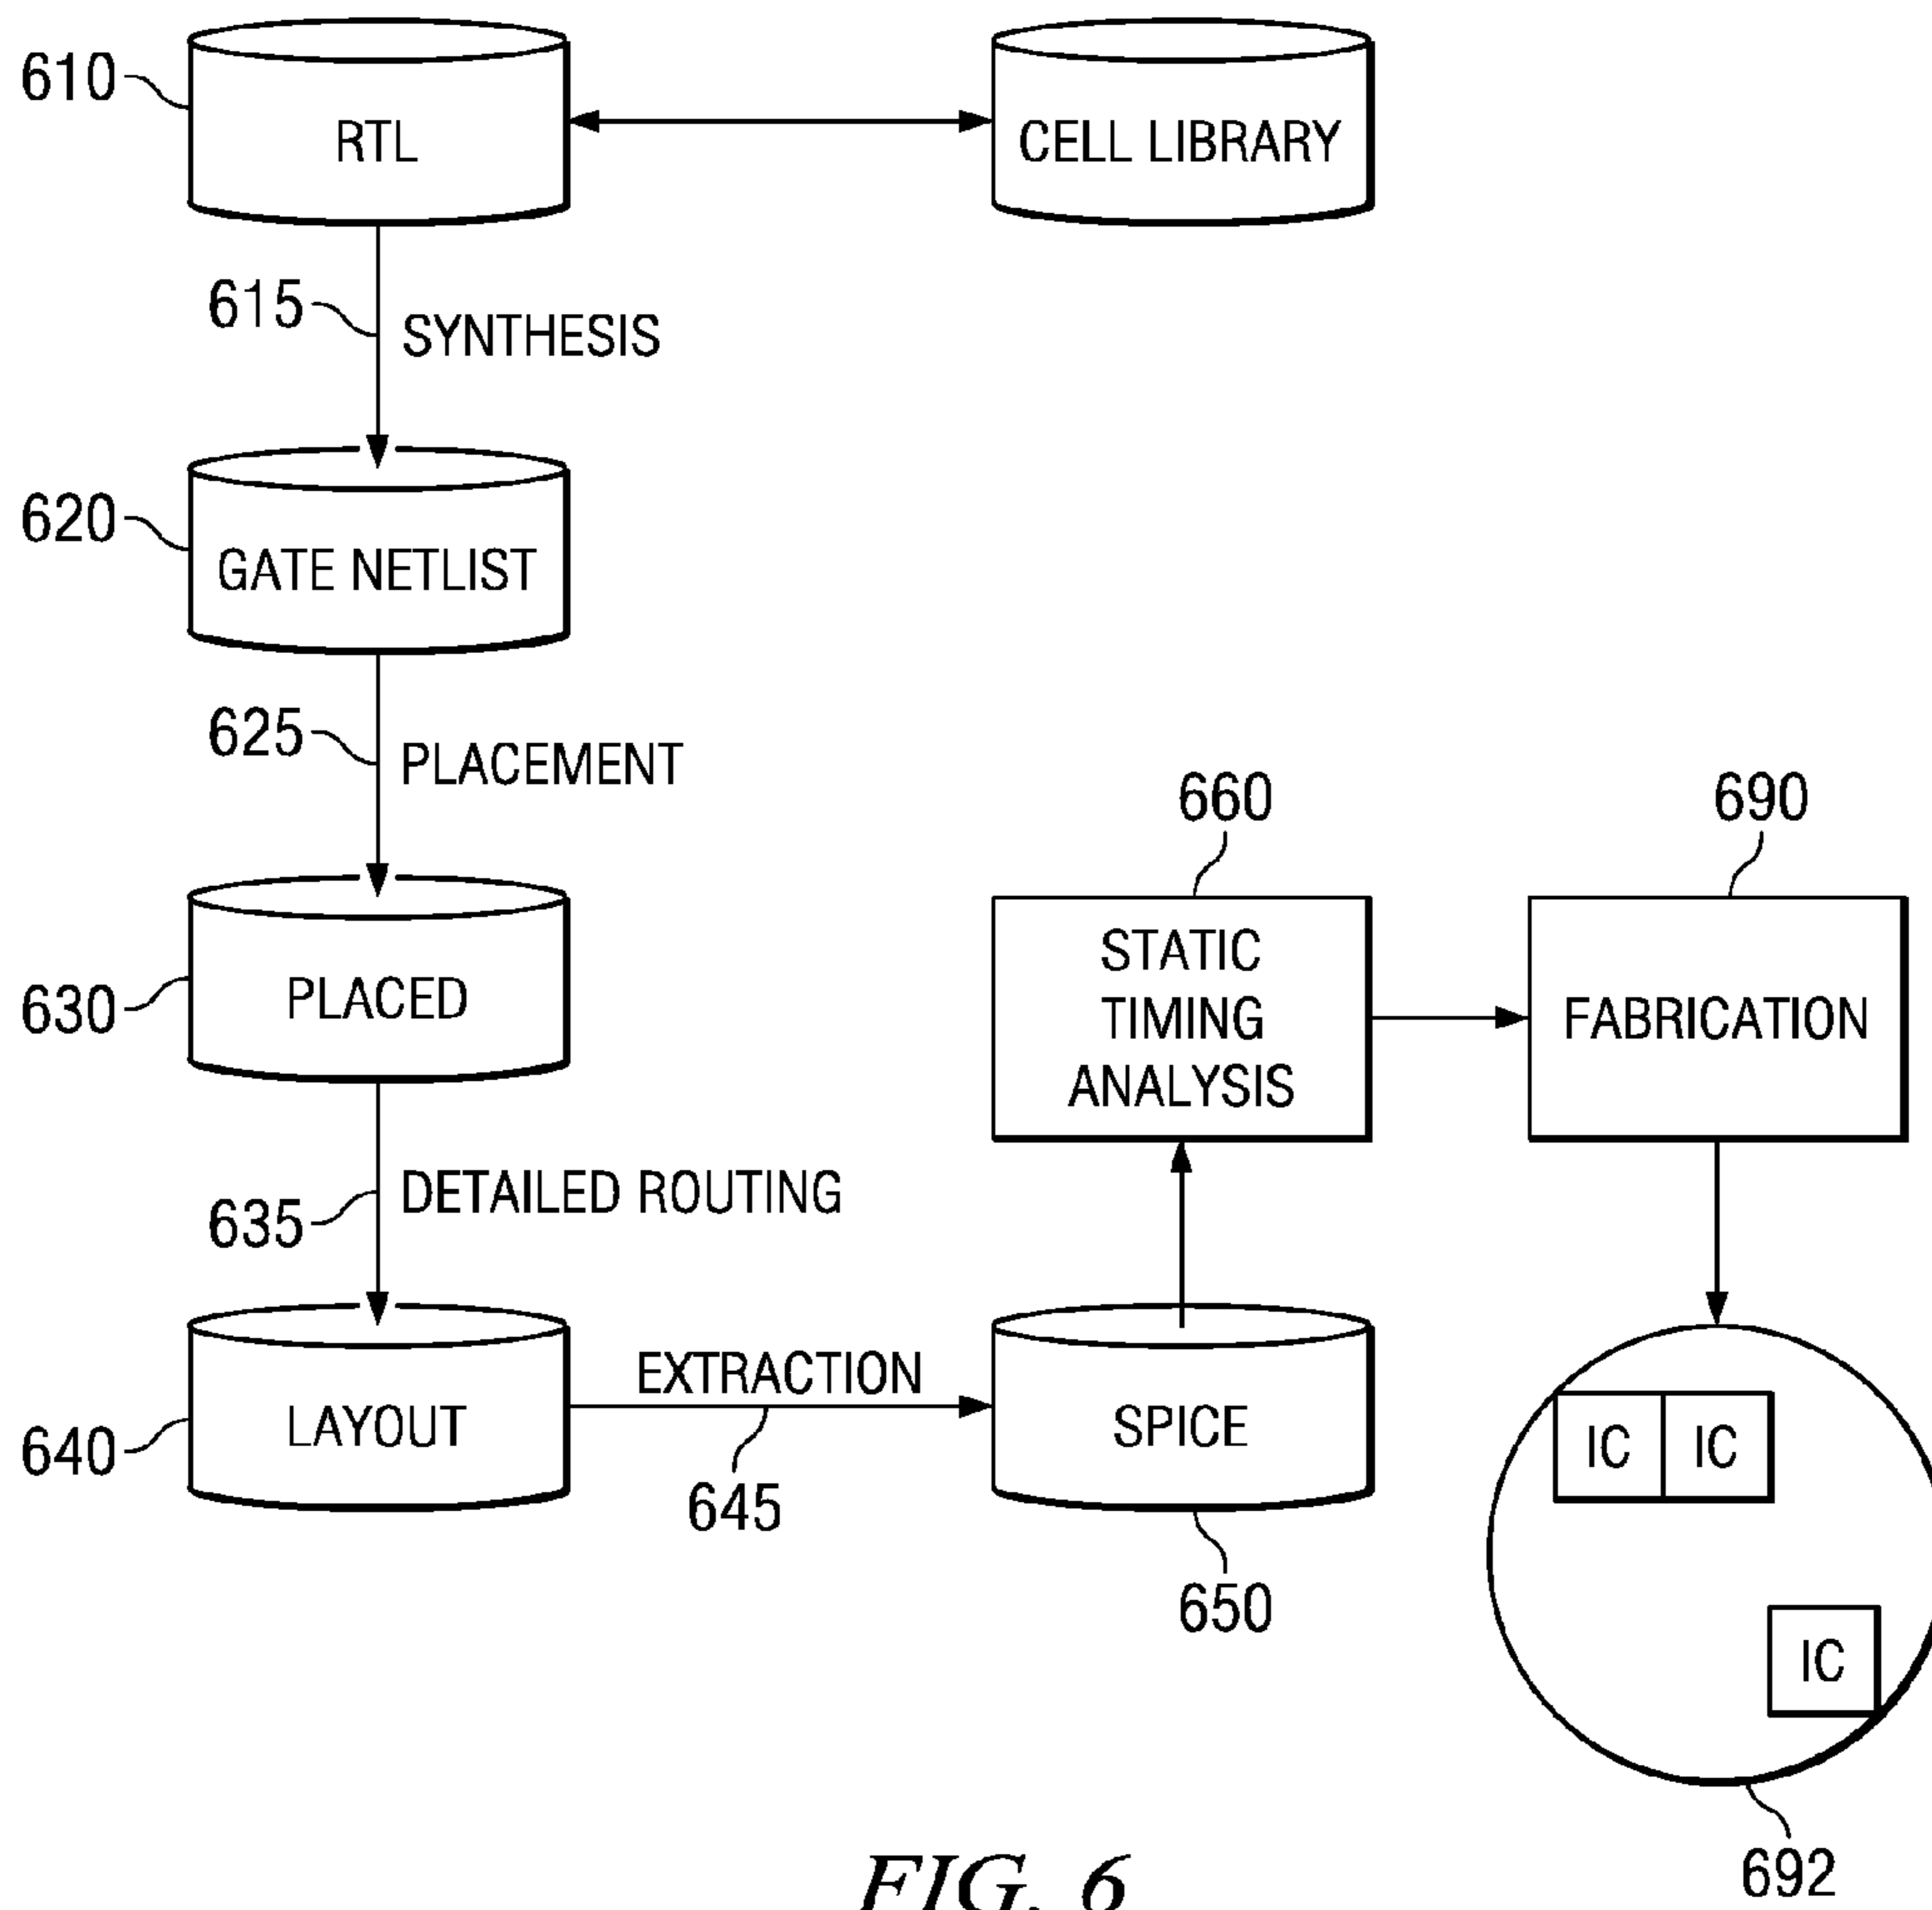 610
RTL
CELL LIBRARY
615
SYNTHESIS
620
GATE NETLIST
625
PLACEMENT
660
690
630
PLACED
STATIC
TIMING
ANALYSIS
FABRICATION
635
DETAILED ROUTING
640
LAYOUT
EXTRACTION
645
SPICE
650
IC
IC
IC
692
FIG. 6